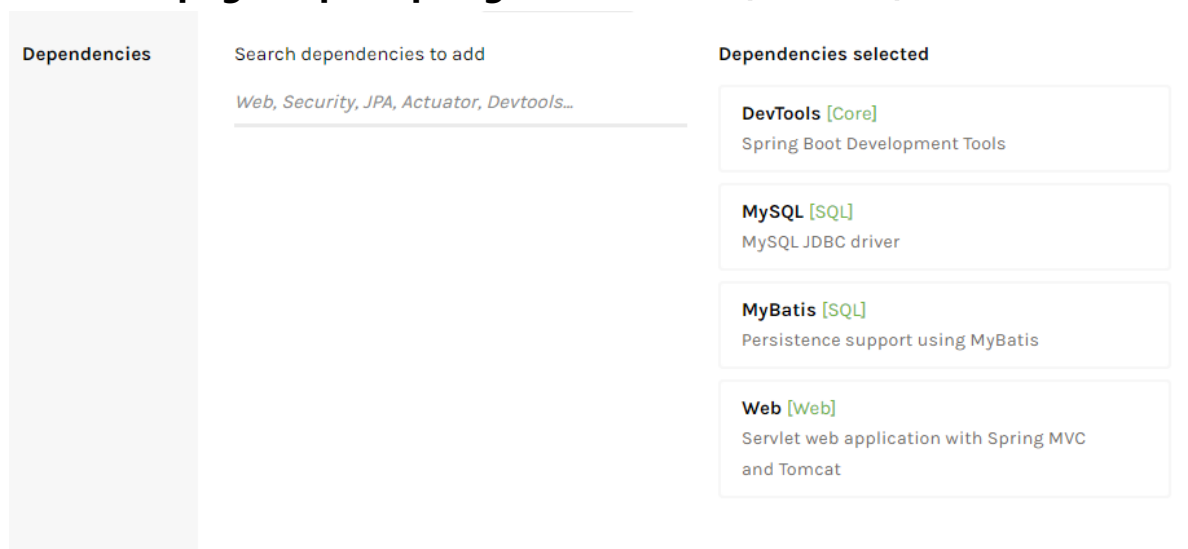 Dependencies
Search dependencies to add
Web, Security, JPA, Actuator, Devtools...
Dependencies selected
DevTools [Core]
Spring Boot Development Tools
MySQL [SQL]
MySQL JDBC driver
MyBatis [SQL]
Persistence support using MyBatis
Web [Web]
Servlet web application with Spring MVC
and Tomcat